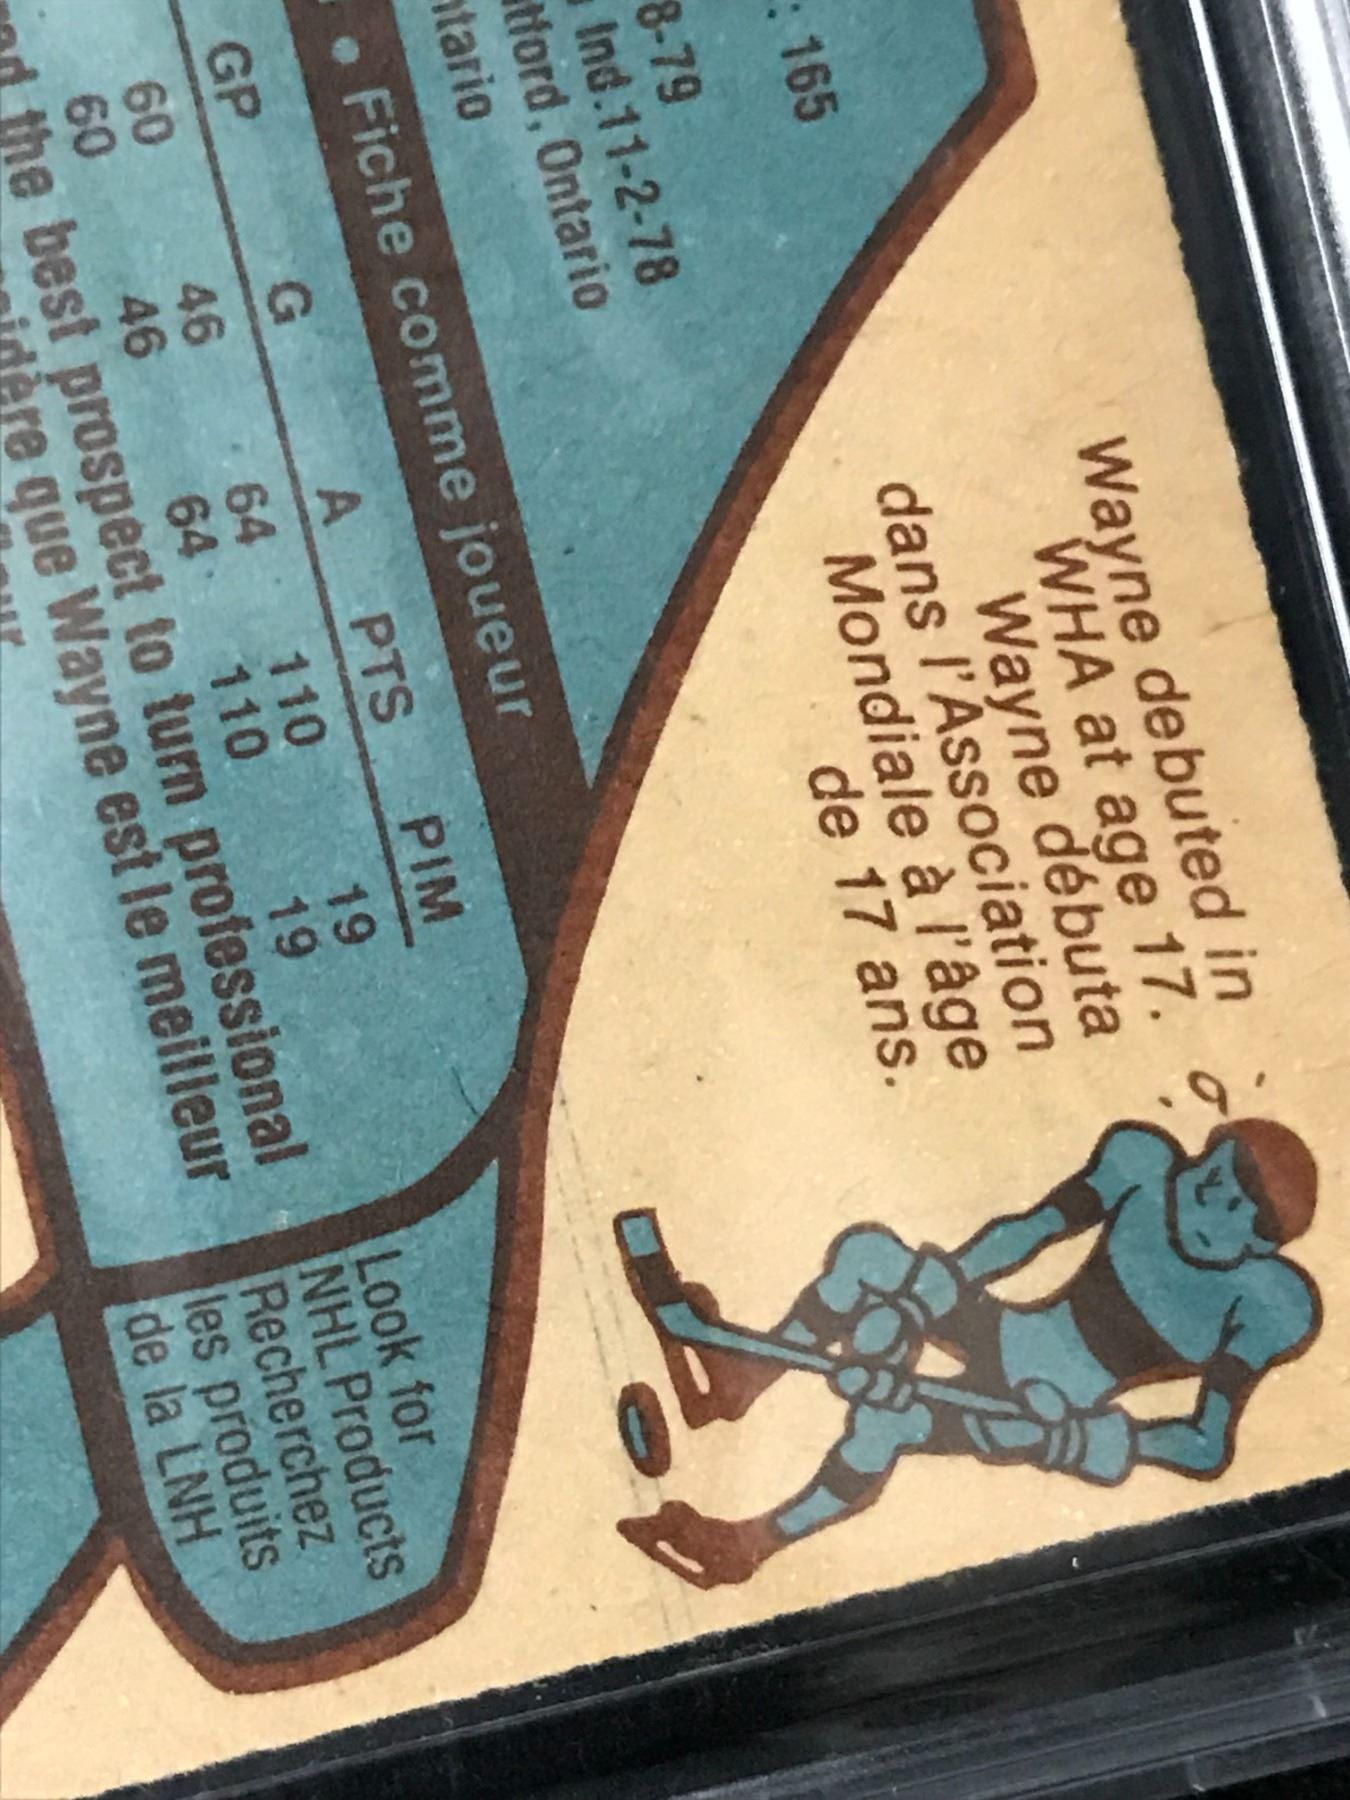 : 165
8-79
Ind. 11-2-78
Ontario
• Fiche comme joueur
GP G A PTS PIM
60 46 64 110 19
60 46 64 110 19
the best prospect to turn professional
que Wayne est le meilleur
Wayne debuted in
WHA at age 17.
Wayne débuta
dans l'Association
Mondiale à l'âge
de 17 ans.
Look for
NHL Products
Recherchez
les produits
de la LNH